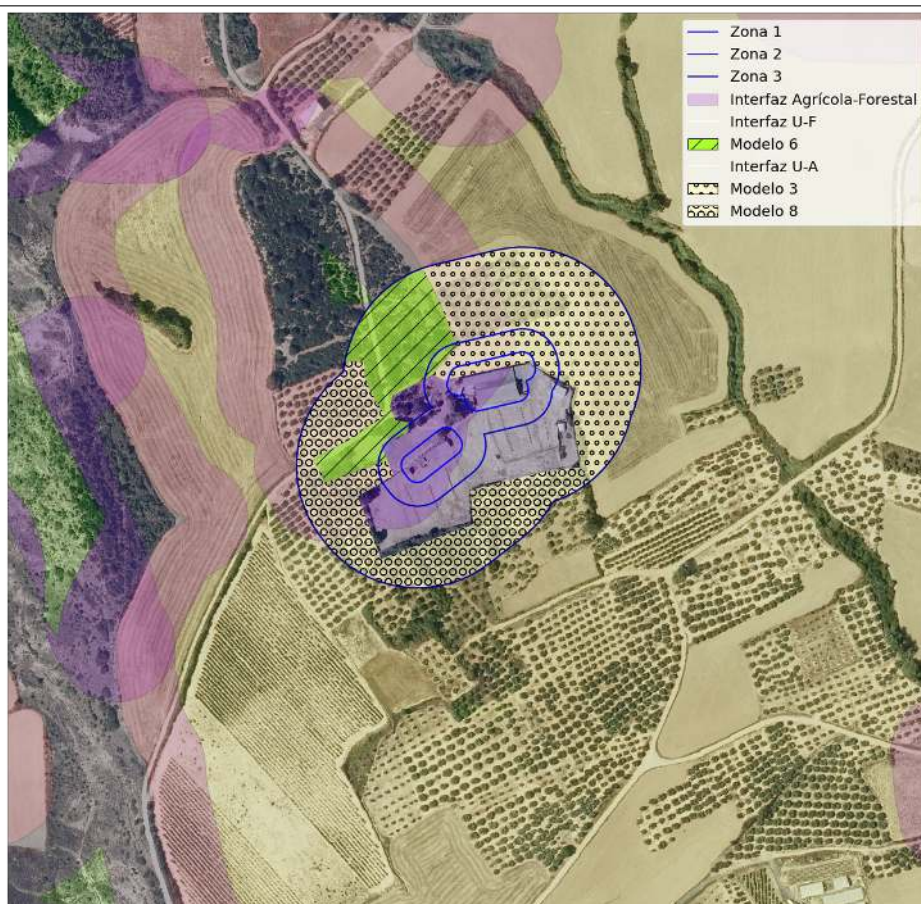 Zona 1
Zona 2
Zona 3
Interfaz Agrícola-Forestal
Interfaz U-F
Modelo 6
Interfaz U-A
Modelo 3
Modelo 8